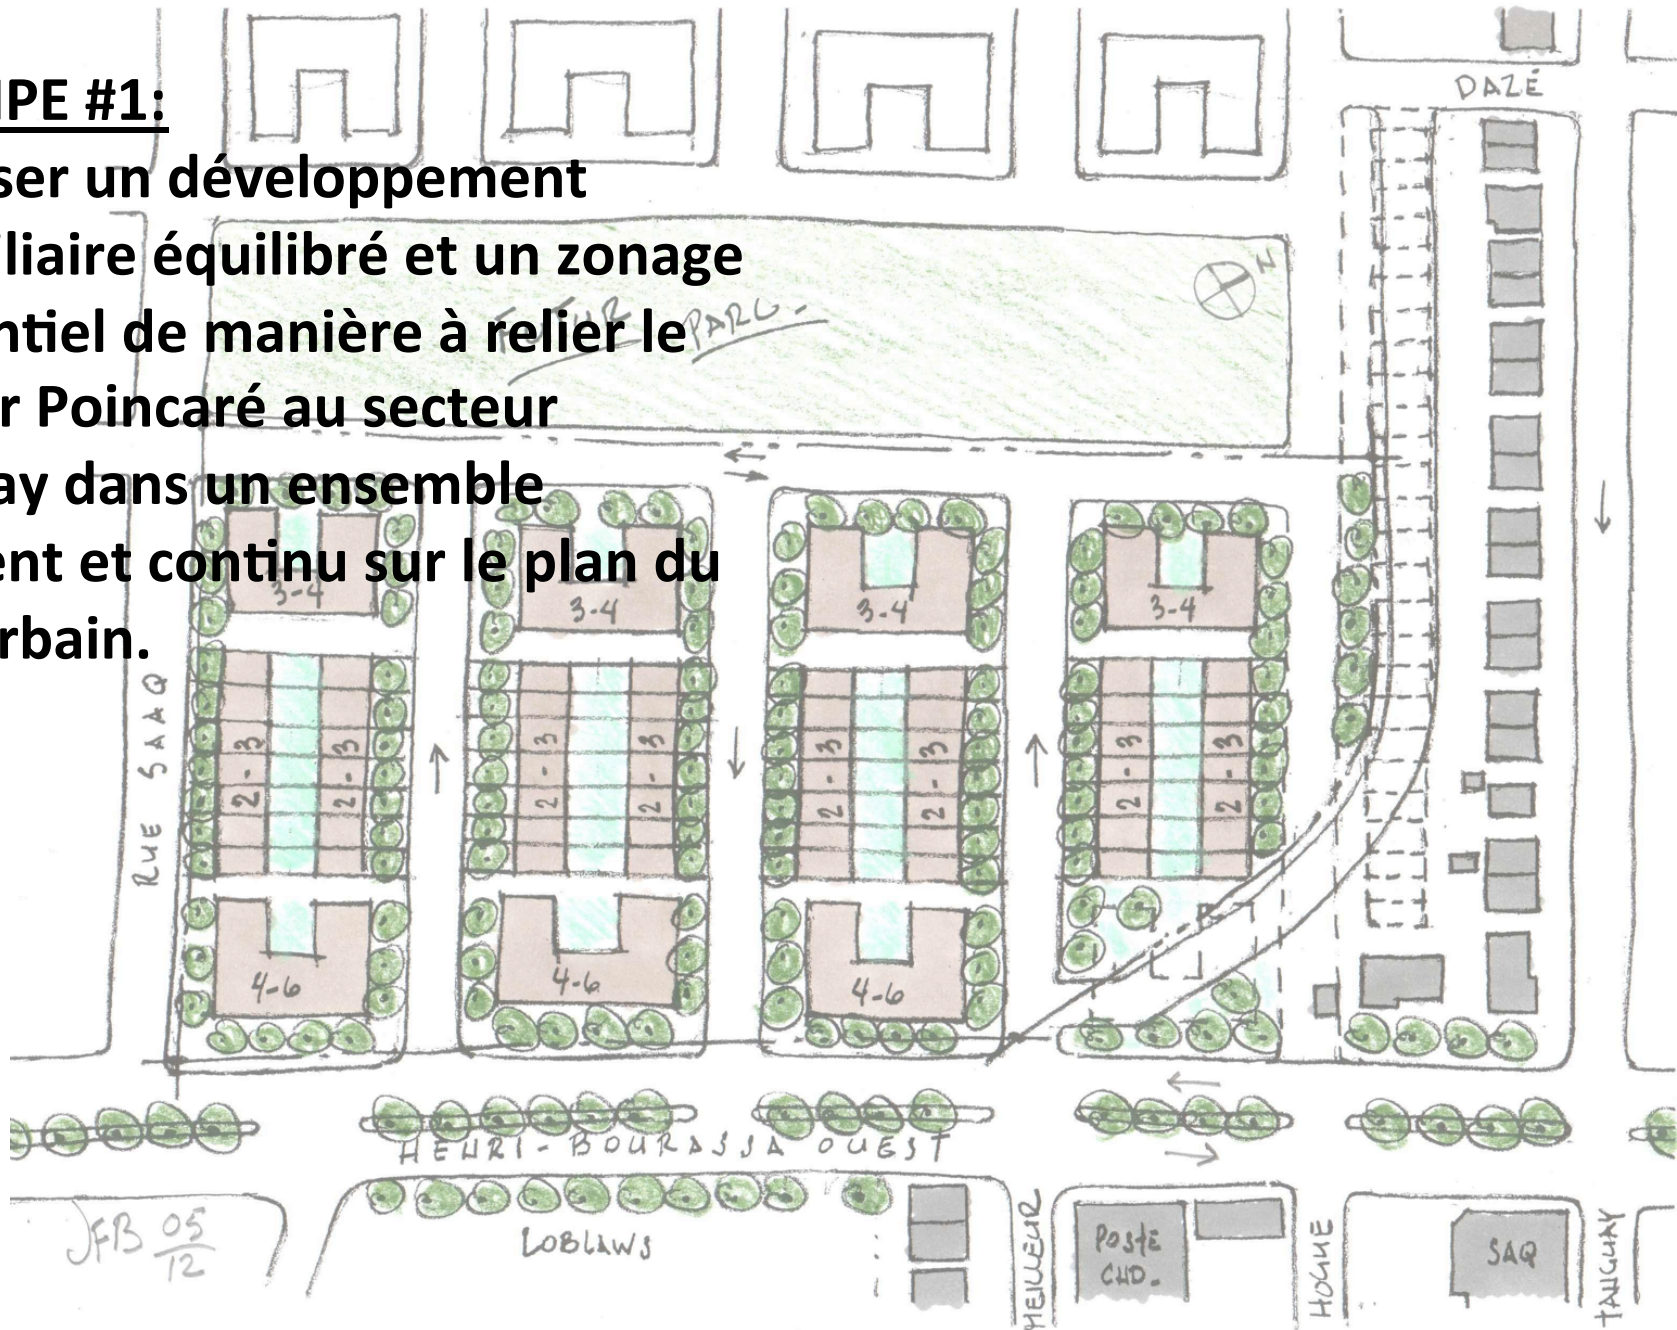 IPE #1:
ser un développement
iliaire équilibré et un zonage
ntiel de manière à relier le
r Poincaré au secteur
ay dans un ensemble
ent et continu sur le plan du
rbain.
DAZÉ
N
FUTUR PARC.
3-4
3-4
3-4
3-4
2-3
2-3
2-3
2-3
2-3
2-3
2-3
2-3
4-6
4-6
4-6
RUE SAAQ
HENRI-BOURASSA OUEST
LOBLAWS
MEILLEUR
POSTE
CHD.
HOGUE
SAQ
TANGUAY
JFB 05
12